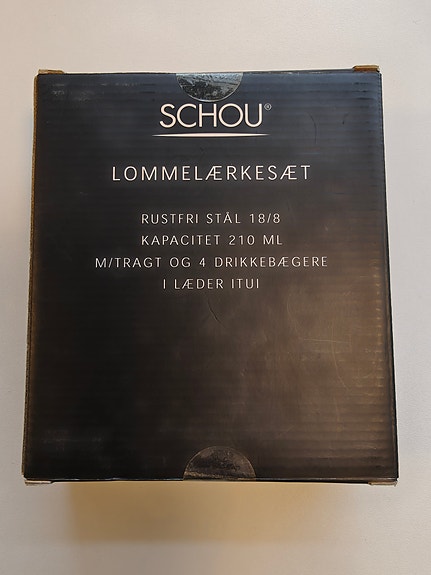 SCHOU®
LOMMELÆRKESÆT
RUSTFRI STÅL 18/8
KAPACITET 210 ML
M/TRAGT OG 4 DRIKKEBÆGERE
I LÆDER ITUI